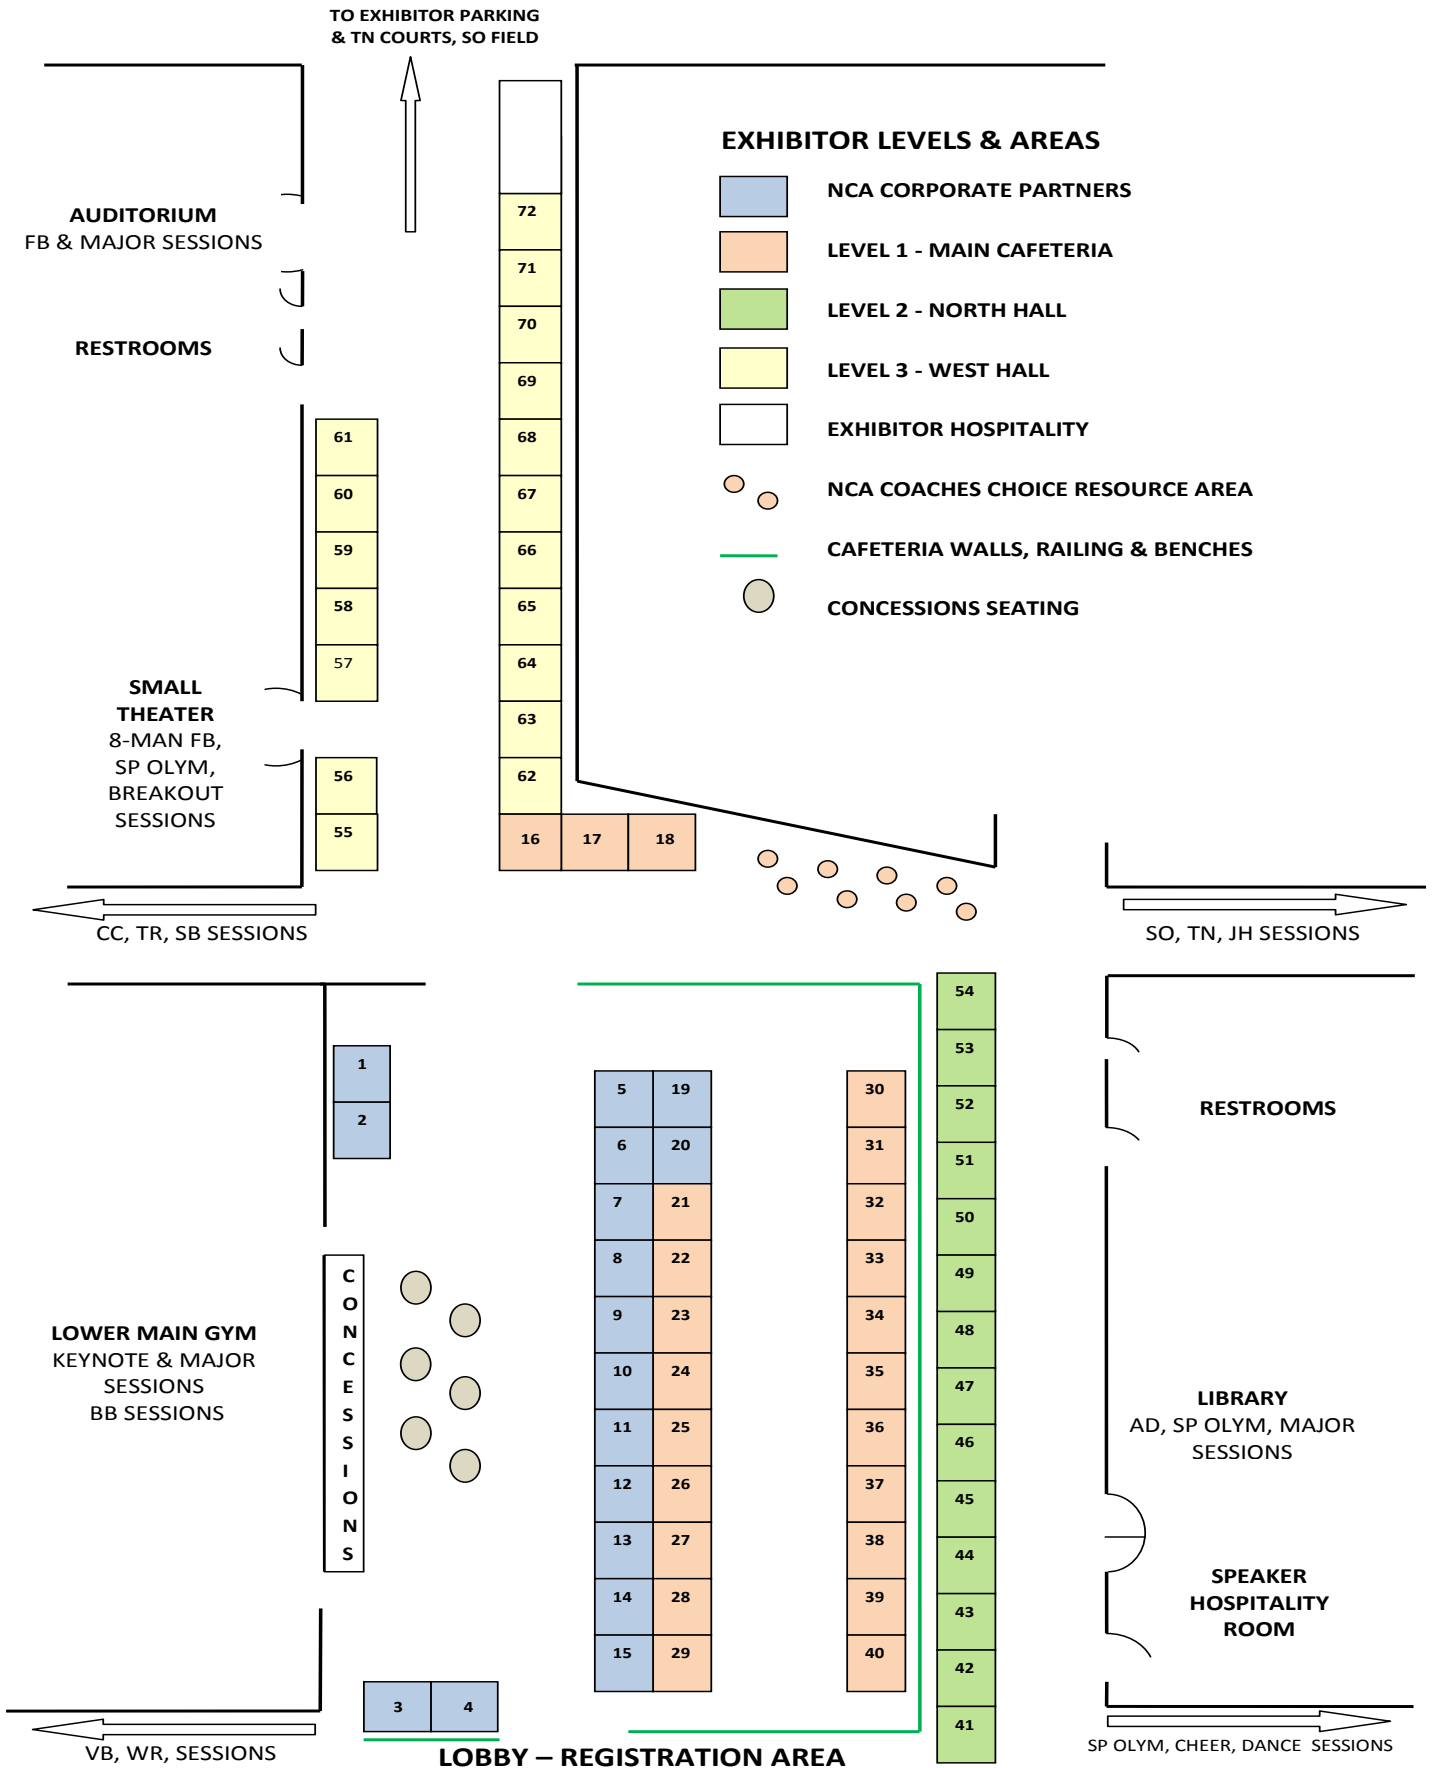 TO EXHIBITOR PARKING
& TN COURTS, SO FIELD
EXHIBITOR LEVELS & AREAS
NCA CORPORATE PARTNERS
LEVEL 1 - MAIN CAFETERIA
LEVEL 2 - NORTH HALL
LEVEL 3 - WEST HALL
EXHIBITOR HOSPITALITY
NCA COACHES CHOICE RESOURCE AREA
CAFETERIA WALLS, RAILING & BENCHES
CONCESSIONS SEATING
AUDITORIUM
FB & MAJOR SESSIONS
RESTROOMS
72
71
70
69
68
67
66
65
64
63
62
61
60
59
58
57
56
55
SMALL
THEATER
8-MAN FB,
SP OLYM,
BREAKOUT
SESSIONS
16
17
18
CC, TR, SB SESSIONS
SO, TN, JH SESSIONS
1
2
5
19
6
20
7
21
8
22
9
23
10
24
11
25
12
26
13
27
14
28
15
29
30
31
32
33
34
35
36
37
38
39
40
54
53
52
51
50
49
48
47
46
45
44
43
42
41
RESTROOMS
CONCESSIONS
LOWER MAIN GYM
KEYNOTE & MAJOR
SESSIONS
BB SESSIONS
LIBRARY
AD, SP OLYM, MAJOR
SESSIONS
SPEAKER
HOSPITALITY
ROOM
3
4
VB, WR, SESSIONS
LOBBY – REGISTRATION AREA
SP OLYM, CHEER, DANCE SESSIONS